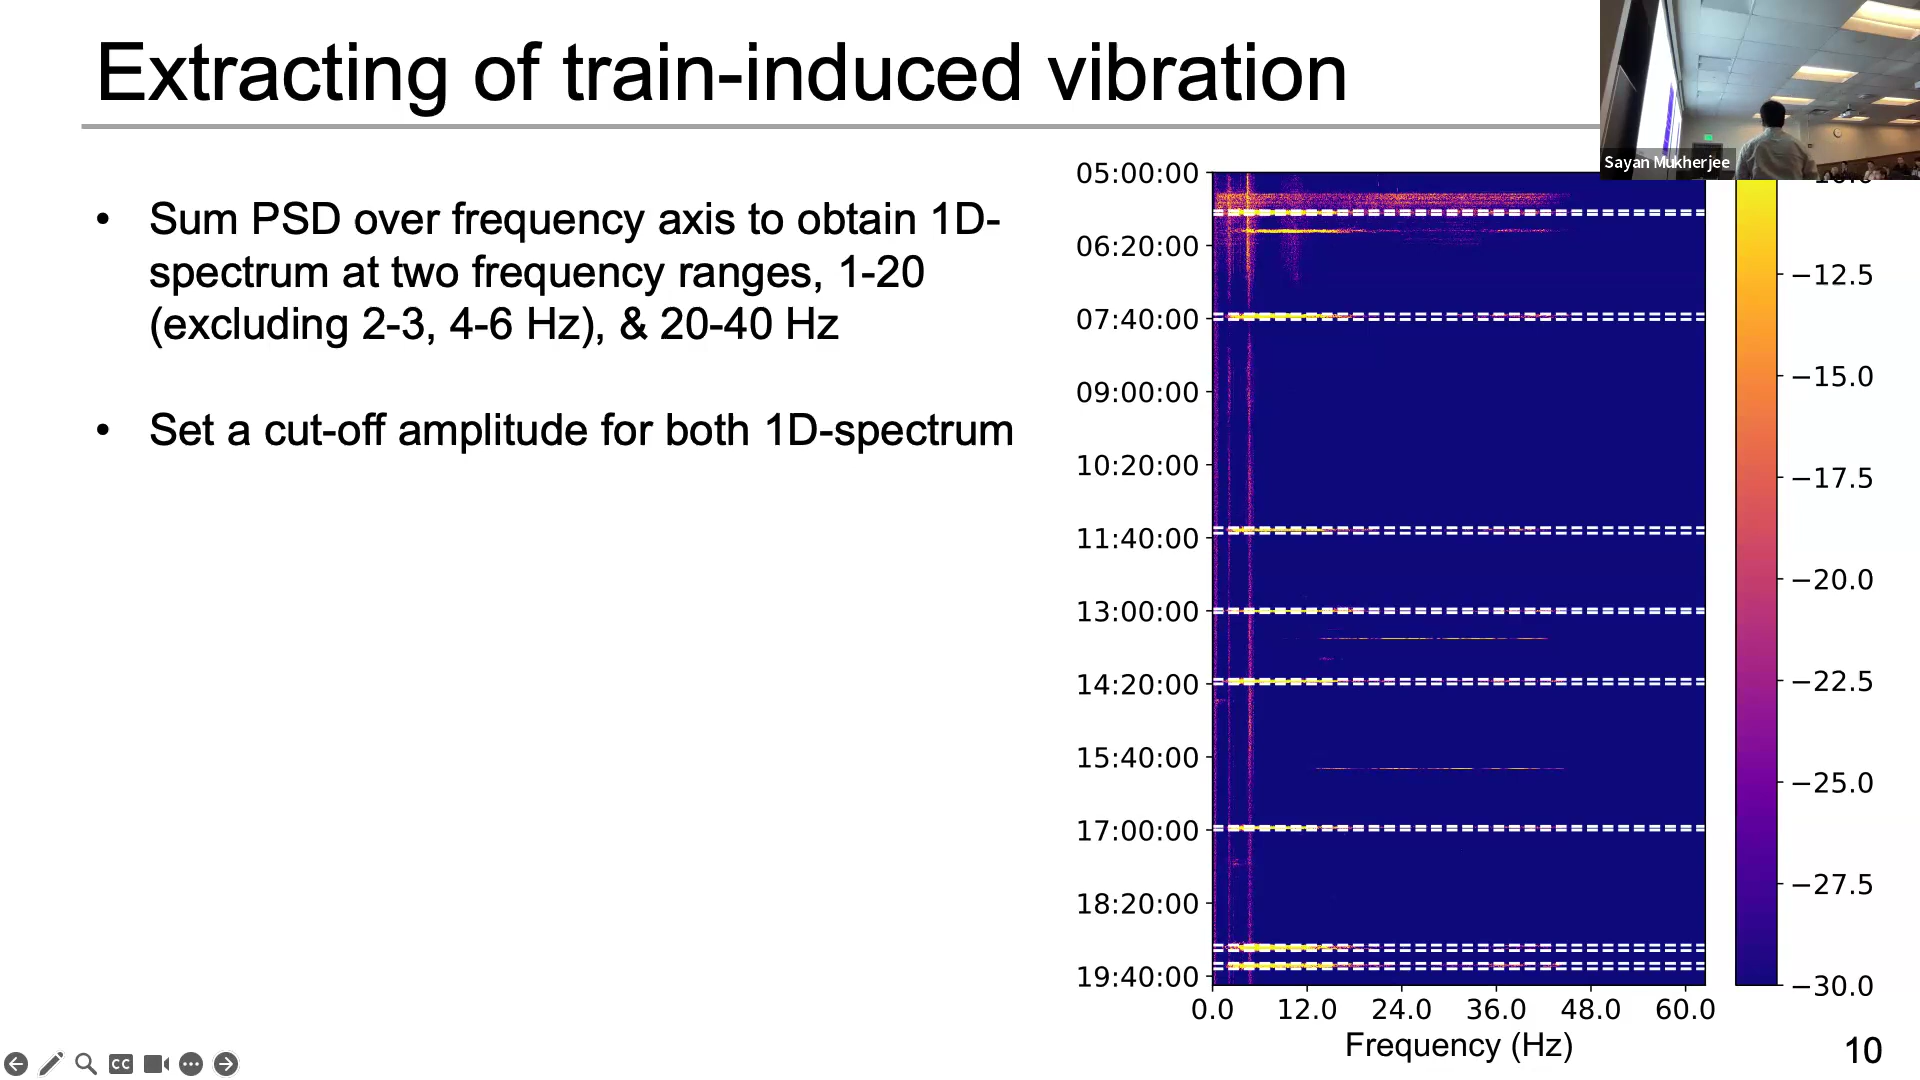 Extracting of train-induced vibration
Sayan Mukherjee
• Sum PSD over frequency axis to obtain 1D-
spectrum at two frequency ranges, 1-20
(excluding 2-3, 4-6 Hz), & 20-40 Hz
• Set a cut-off amplitude for both 1D-spectrum
05:00:00
06:20:00
07:40:00
09:00:00
10:20:00
11:40:00
13:00:00
14:20:00
15:40:00
17:00:00
18:20:00
19:40:00
0.0 12.0 24.0 36.0 48.0 60.0
Frequency (Hz)
−12.5
−15.0
−17.5
−20.0
−22.5
−25.0
−27.5
−30.0
CC
10